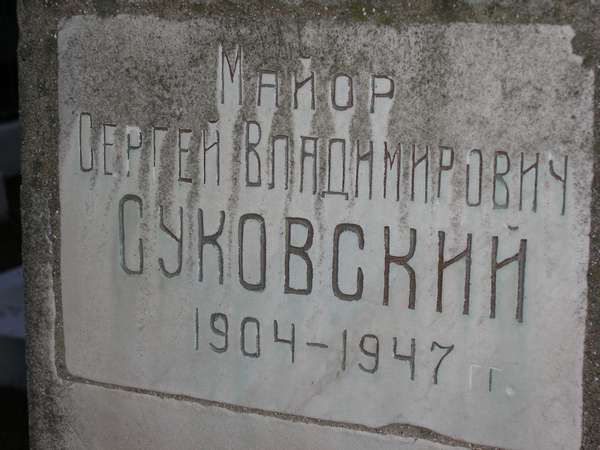 Майор
Сергей Владимирович
Суковский
1904-1947 гг.